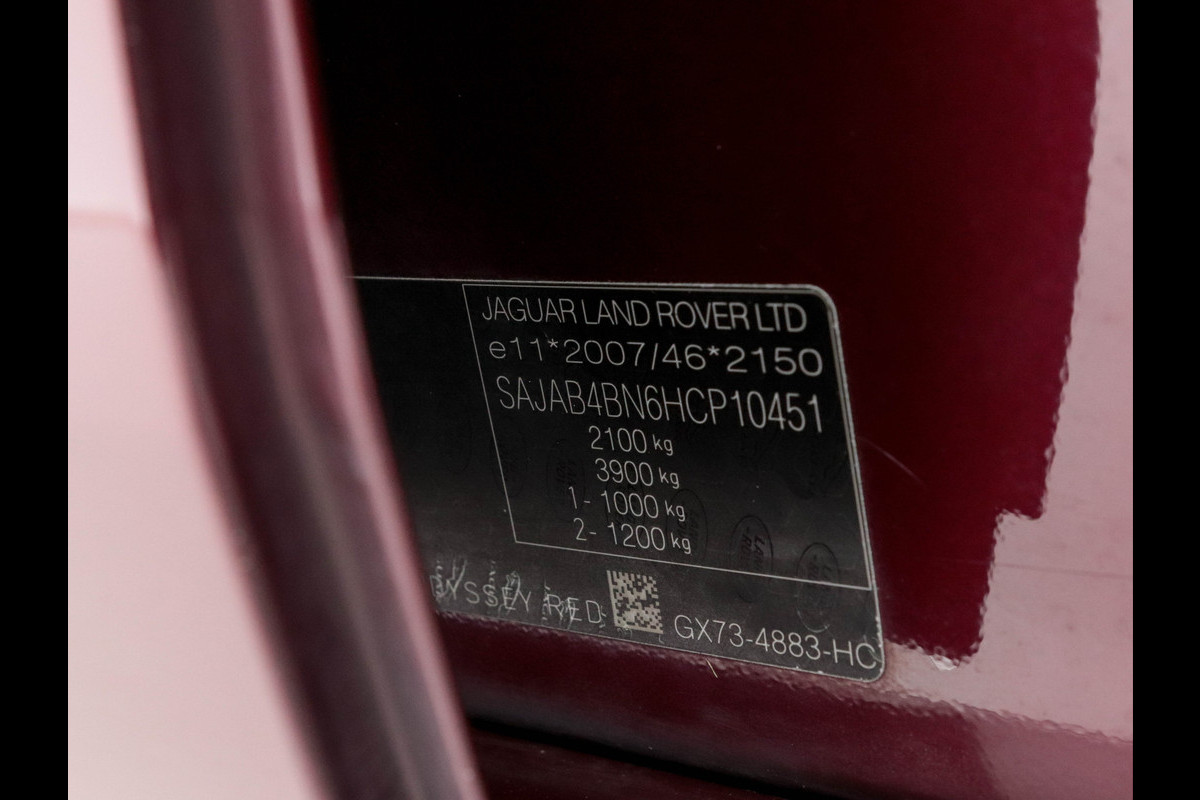 JAGUAR LAND ROVER LTD
e11*2007/46*2150
SAJAB4BN6HCP10451
2100 kg
3900 kg
1- 1000 kg
2- 1200 kg
RED
GX73-4883-HC